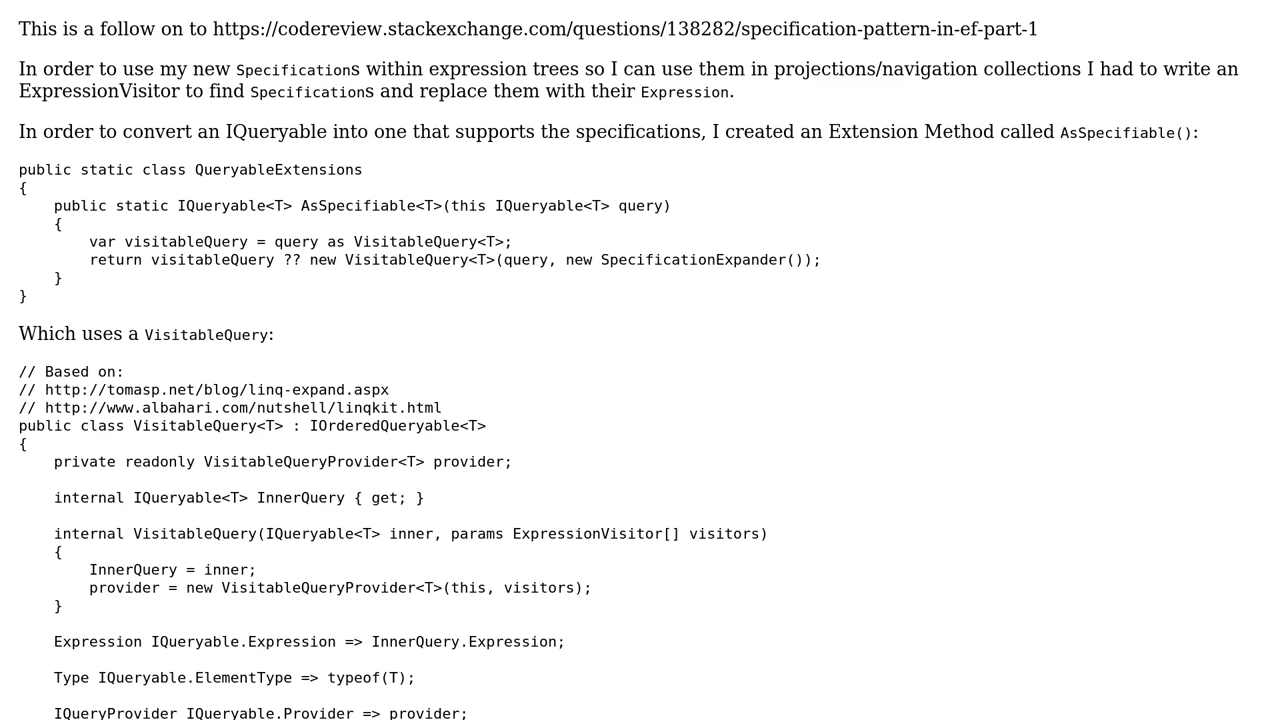 This is a follow on to https://codereview.stackexchange.com/questions/138282/specification-pattern-in-ef-part-1
In order to use my new Specifications within expression trees so I can use them in projections/navigation collections I had to write an
ExpressionVisitor to find Specifications and replace them with their Expression.
In order to convert an IQueryable into one that supports the specifications, I created an Extension Method called AsSpecifiable():
public static class QueryableExtensions
{
    public static IQueryable<T> AsSpecifiable<T>(this IQueryable<T> query)
    {
        var visitableQuery = query as VisitableQuery<T>;
        return visitableQuery ?? new VisitableQuery<T>(query, new SpecificationExpander());
    }
}
Which uses a VisitableQuery:
// Based on:
// http://tomasp.net/blog/linq-expand.aspx
// http://www.albahari.com/nutshell/linqkit.html
public class VisitableQuery<T> : IOrderedQueryable<T>
{
    private readonly VisitableQueryProvider<T> provider;
    internal IQueryable<T> InnerQuery { get; }
    internal VisitableQuery(IQueryable<T> inner, params ExpressionVisitor[] visitors)
    {
        InnerQuery = inner;
        provider = new VisitableQueryProvider<T>(this, visitors);
    }
    Expression IQueryable.Expression => InnerQuery.Expression;
    Type IQueryable.ElementType => typeof(T);
    IQueryProvider IQueryable.Provider => provider;